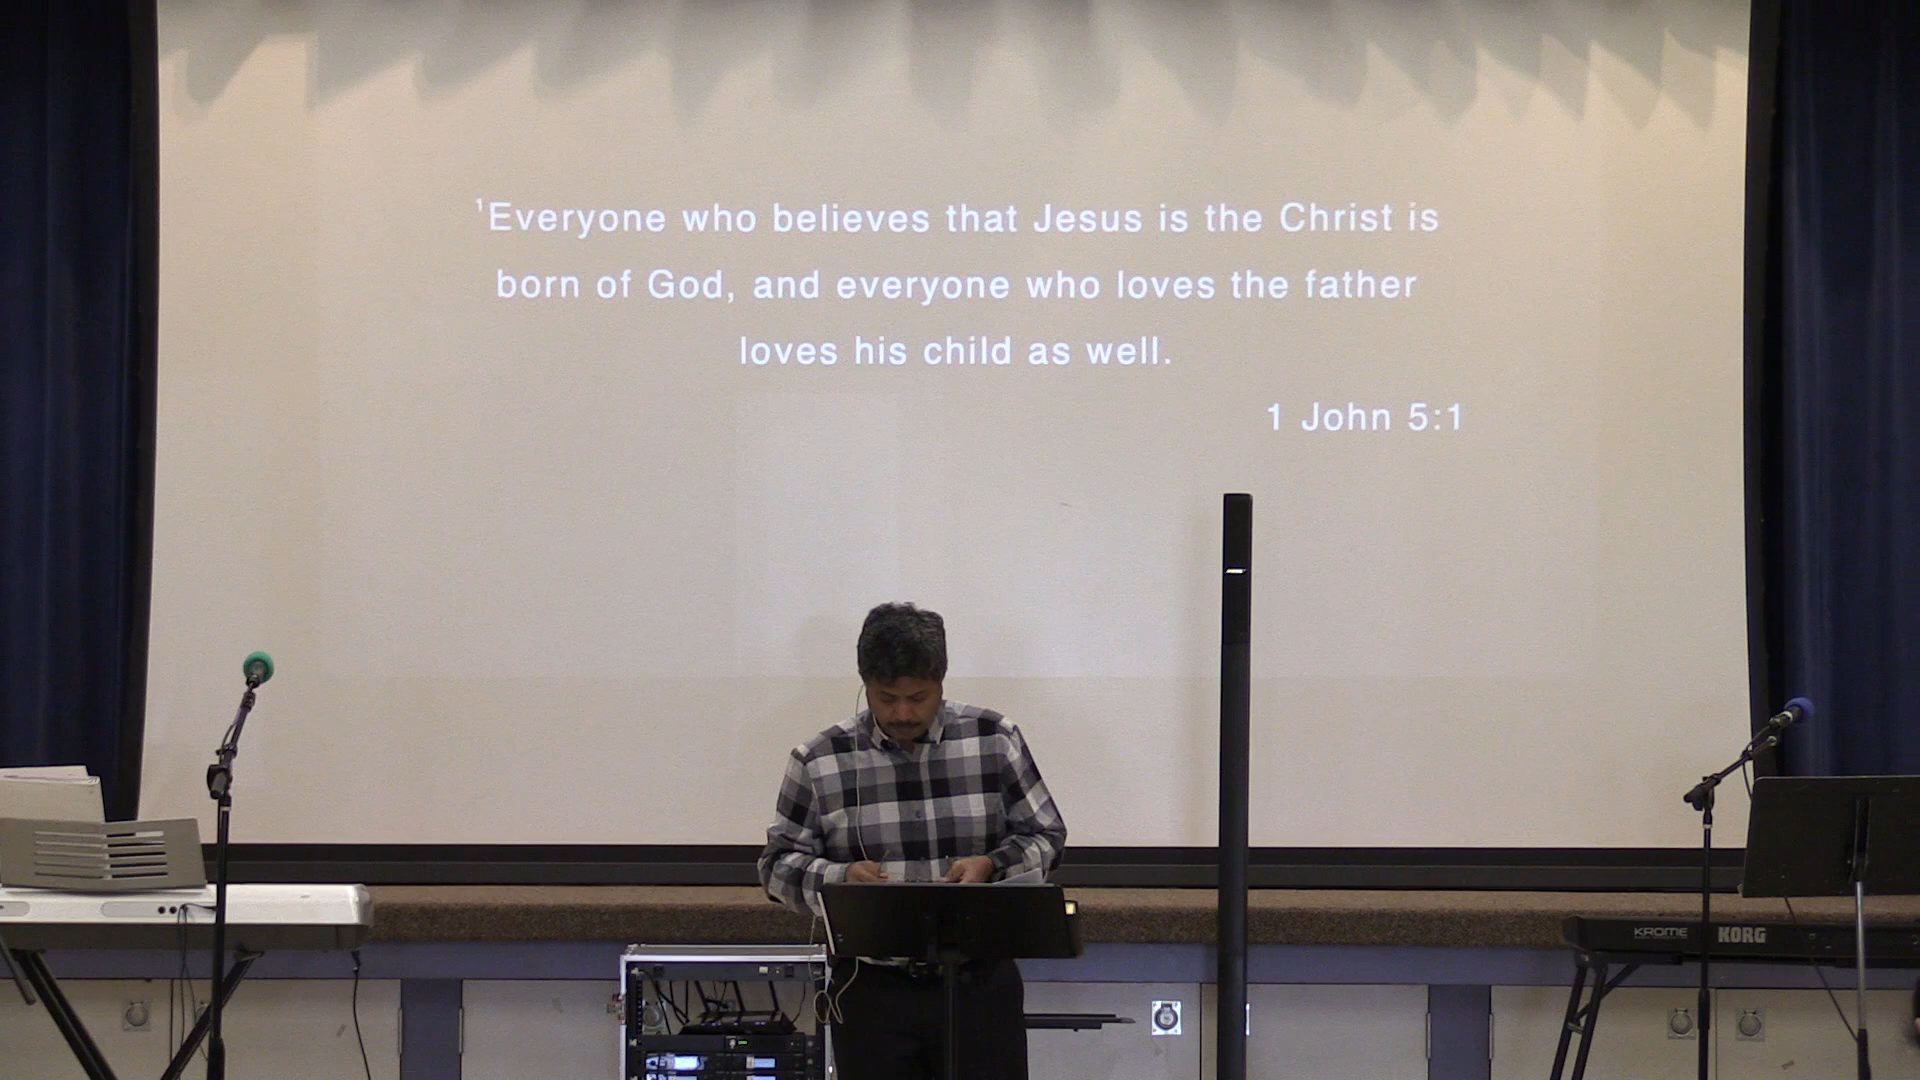 ¹Everyone who believes that Jesus is the Christ is
born of God, and everyone who loves the father
loves his child as well.
1 John 5:1
KROME
KORG